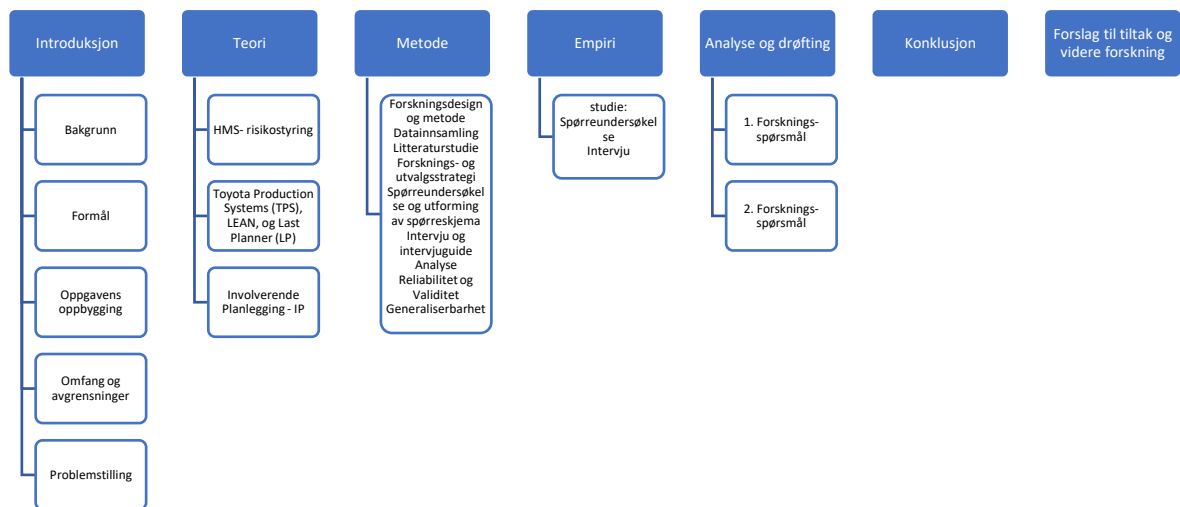 Introduksjon
Bakgrunn
Formål
Oppgavens
oppbygging
Omfang og
avgrensninger
Problemstilling
Teori
HMS- risikostyring
Toyota Production
Systems (TPS),
LEAN, og Last
Planner (LP)
Involverende
Planlegging - IP
Metode
Forskningsdesign
og metode
Datainnsamling
Litteraturstudie
Forsknings- og
utvalgsstrategi
Spørreundersøkel
se og utforming
av spørreskjema
Intervju og
intervjuguide
Analyse
Reliabilitet og
Validitet
Generaliserbarhet
Empiri
studie:
Spørreundersøkel
se
Intervju
Analyse og drøfting
1. Forsknings-
spørsmål
2. Forsknings-
spørsmål
Konklusjon
Forslag til tiltak og
videre forskning